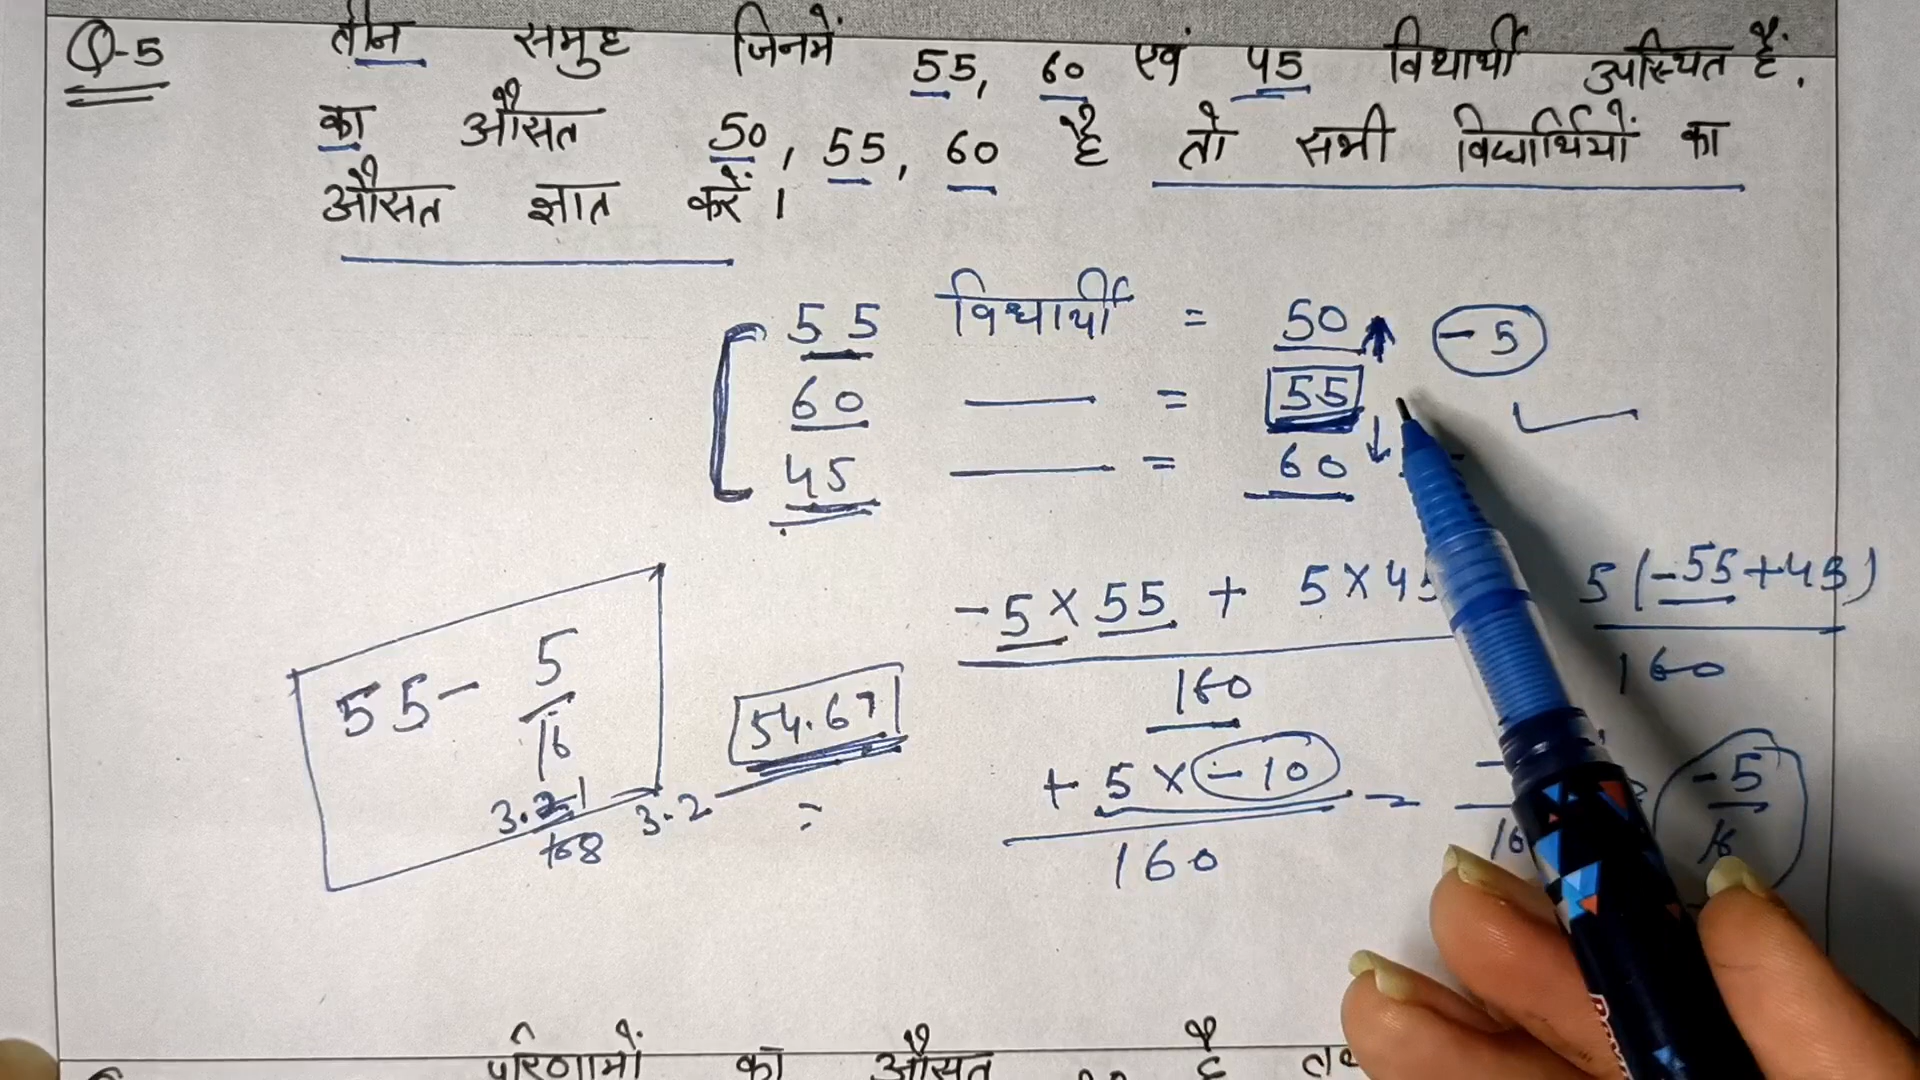 Q-5 तीन समूह जिनमें 55, 60 एवं 45 विधार्थी उपस्थित हैं.
का औसत 50, 55, 60 है तो सभी विद्यार्थियों का
औसत ज्ञात करें।
55 विधार्थी = 50 ↑ -5
60 — = 55
45 — = 60 ↓
-5 × 55 + 5 × 45
160
5 (-55+45)
160
55 - 5/16
54.67
3.2
+ 5 × -10
160
-5
16
परिणामों का औसत है